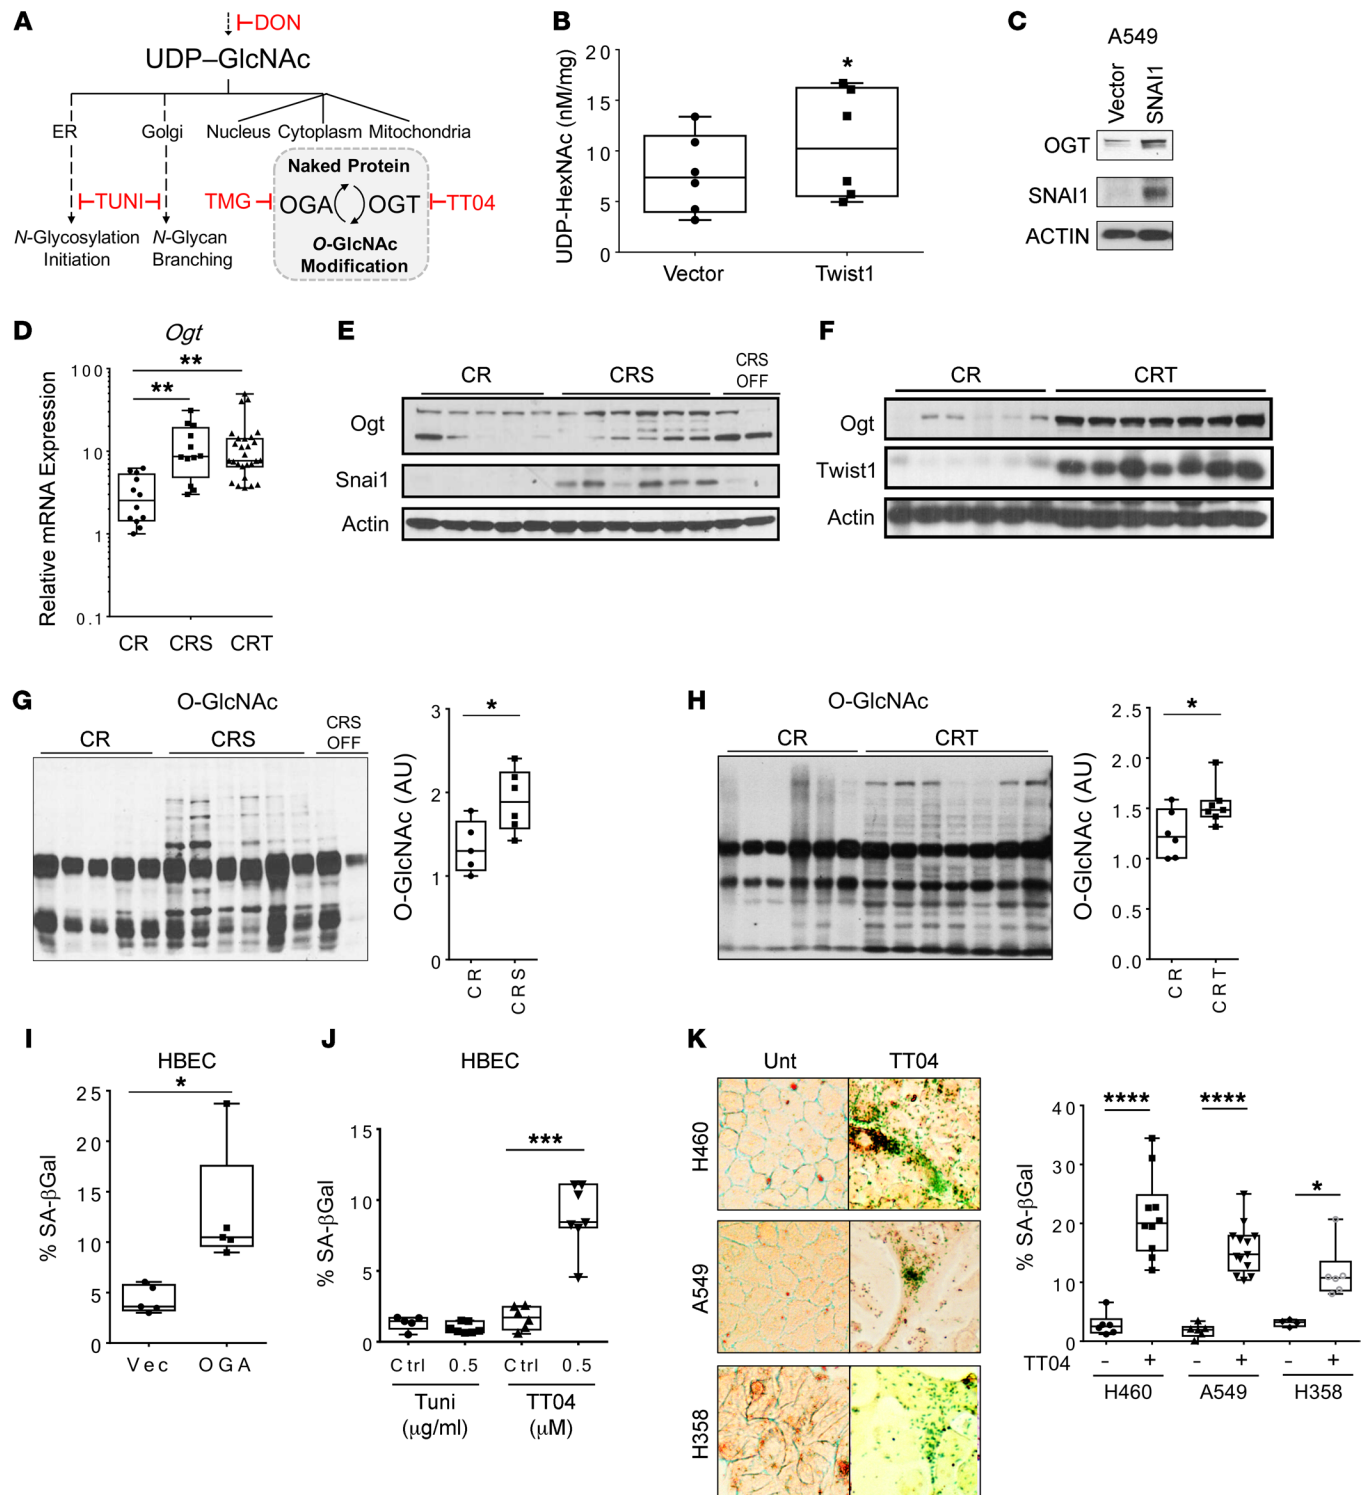 A
DON
UDP–GlcNAc
ER
Golgi
Nucleus
Cytoplasm
Mitochondria
Naked Protein
TUNI
TMG
OGA
OGT
TT04
N-Glycosylation
Initiation
N-Glycan
Branching
O-GlcNAc
Modification
B
UDP-HexNAc (nM/mg)
20
15
10
5
0
*
Vector
Twist1
C
A549
Vector
SNAI1
OGT
SNAI1
ACTIN
D
Ogt
Relative mRNA Expression
100
10
1
0.1
**
**
CR
CRS
CRT
E
CR
CRS
CRS
OFF
Ogt
Snai1
Actin
F
CR
CRT
Ogt
Twist1
Actin
G
O-GlcNAc
CR
CRS
CRS
OFF
O-GlcNAc (AU)
3
2
1
0
*
CR
CRS
H
O-GlcNAc
CR
CRT
O-GlcNAc (AU)
2.5
2.0
1.5
1.0
0.5
0.0
*
CR
CRT
I
HBEC
*
% SA-βGal
25
20
15
10
5
0
Vec
OGA
J
HBEC
% SA-βGal
15
10
5
0
***
Ctrl
0.5
Ctrl
0.5
Tuni
(μg/ml)
TT04
(μM)
K
Unt
TT04
H460
A549
H358
% SA-βGal
40
30
20
10
0
****
****
*
TT04
- + - + - +
H460
A549
H358